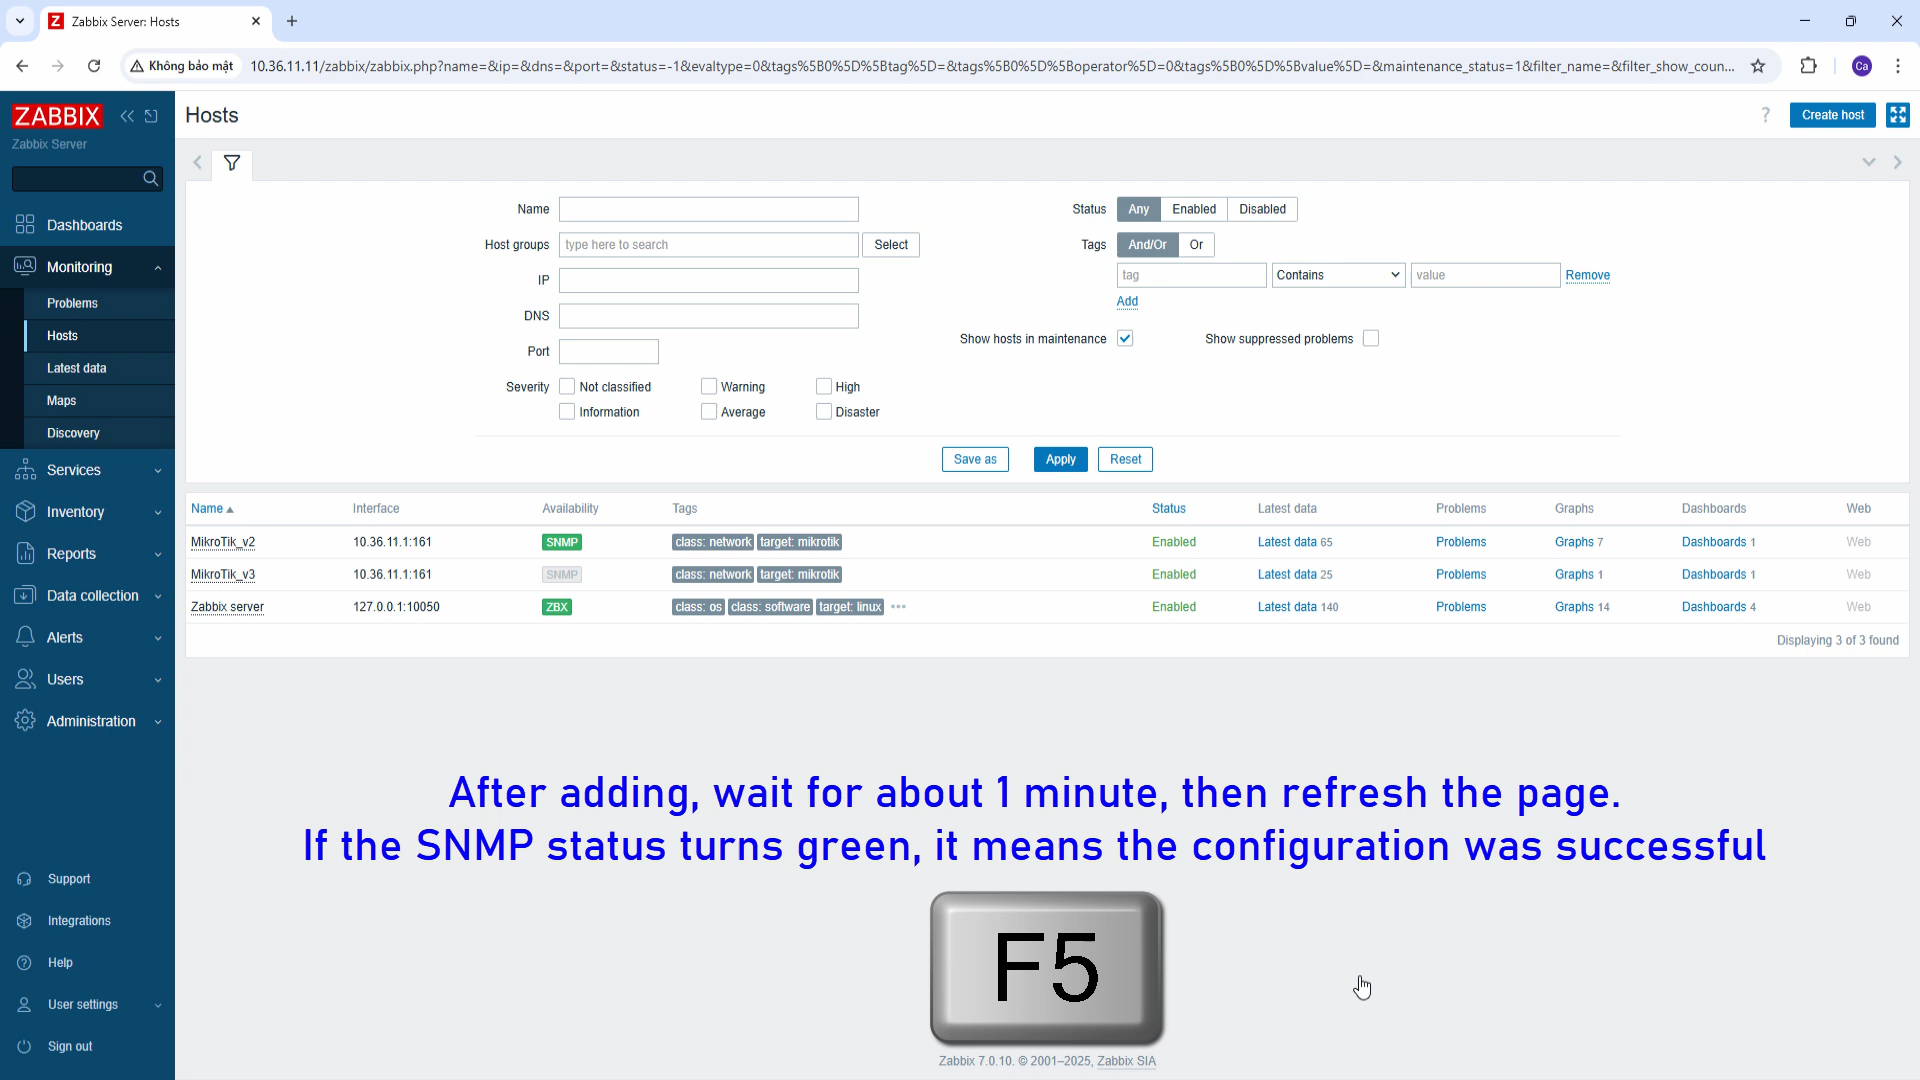 Zabbix Server: Hosts
Không bảo mật
10.36.11.11/zabbix/zabbix.php?name=&ip=&dns=&port=&status=-1&evaltype=0&tags%5B0%5D%5Btag%5D=&tags%5B0%5D%5Boperator%5D=0&tags%5B0%5D%5Bvalue%5D=&maintenance_status=1&filter_name=&filter_show_coun...
Ca
ZABBIX
Zabbix Server
Dashboards
Monitoring
Problems
Hosts
Latest data
Maps
Discovery
Services
Inventory
Reports
Data collection
Alerts
Users
Administration
Support
Integrations
Help
User settings
Sign out
Hosts
? Create host
Name
Host groups type here to search Select
IP
DNS
Port
Severity Not classified Warning High
Information Average Disaster
Status Any Enabled Disabled
Tags And/Or Or
tag Contains value Remove
Add
Show hosts in maintenance Show suppressed problems
Save as Apply Reset
Name Interface Availability Tags Status Latest data Problems Graphs Dashboards Web
MikroTik_v2 10.36.11.1:161 SNMP class: network target: mikrotik Enabled Latest data 65 Problems Graphs 7 Dashboards 1 Web
MikroTik_v3 10.36.11.1:161 SNMP class: network target: mikrotik Enabled Latest data 25 Problems Graphs 1 Dashboards 1 Web
Zabbix server 127.0.0.1:10050 ZBX class: os class: software target: linux ••• Enabled Latest data 140 Problems Graphs 14 Dashboards 4 Web
Displaying 3 of 3 found
After adding, wait for about 1 minute, then refresh the page.
If the SNMP status turns green, it means the configuration was successful
F5
Zabbix 7.0.10. © 2001–2025, Zabbix SIA